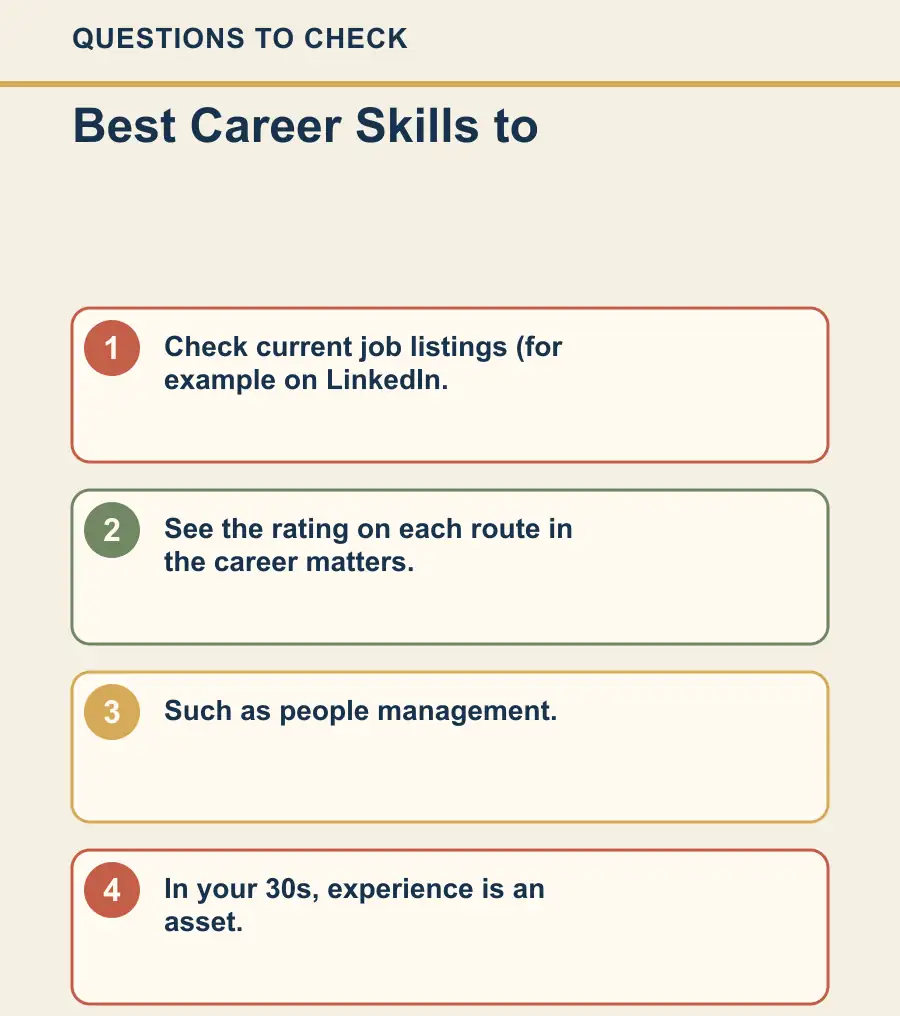 QUESTIONS TO CHECK
Best Career Skills to
1
Check current job listings (for
example on LinkedIn.
2
See the rating on each route in
the career matters.
3
Such as people management.
4
In your 30s, experience is an
asset.